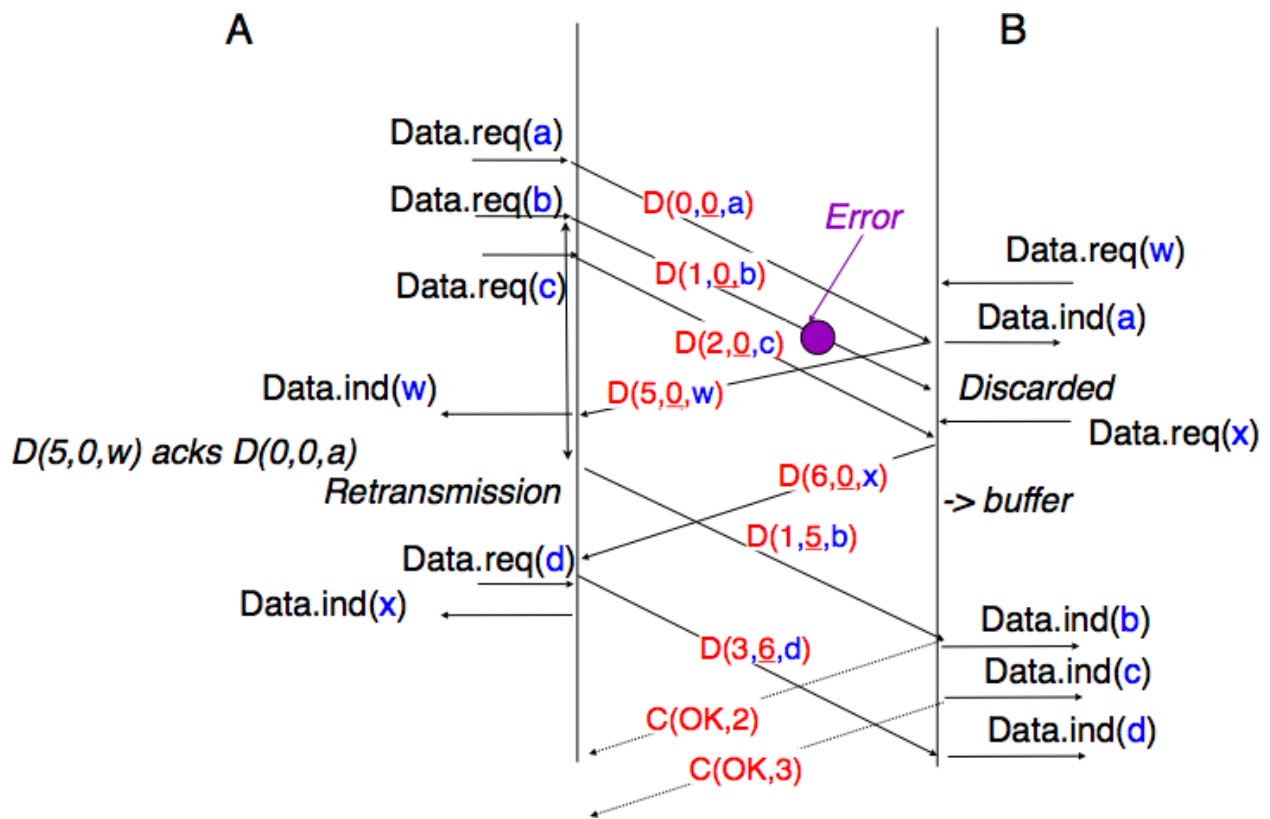 A
B
Data.req(a)
Data.req(b)
D(0,0,a)
Error
Data.req(w)
D(1,0,b)
Data.req(c)
Data.ind(a)
D(2,0,c)
Data.ind(w)
D(5,0,w)
Discarded
Data.req(x)
D(5,0,w) acks D(0,0,a)
D(6,0,x)
Retransmission
-> buffer
D(1,5,b)
Data.req(d)
Data.ind(x)
Data.ind(b)
D(3,6,d)
Data.ind(c)
C(OK,2)
Data.ind(d)
C(OK,3)